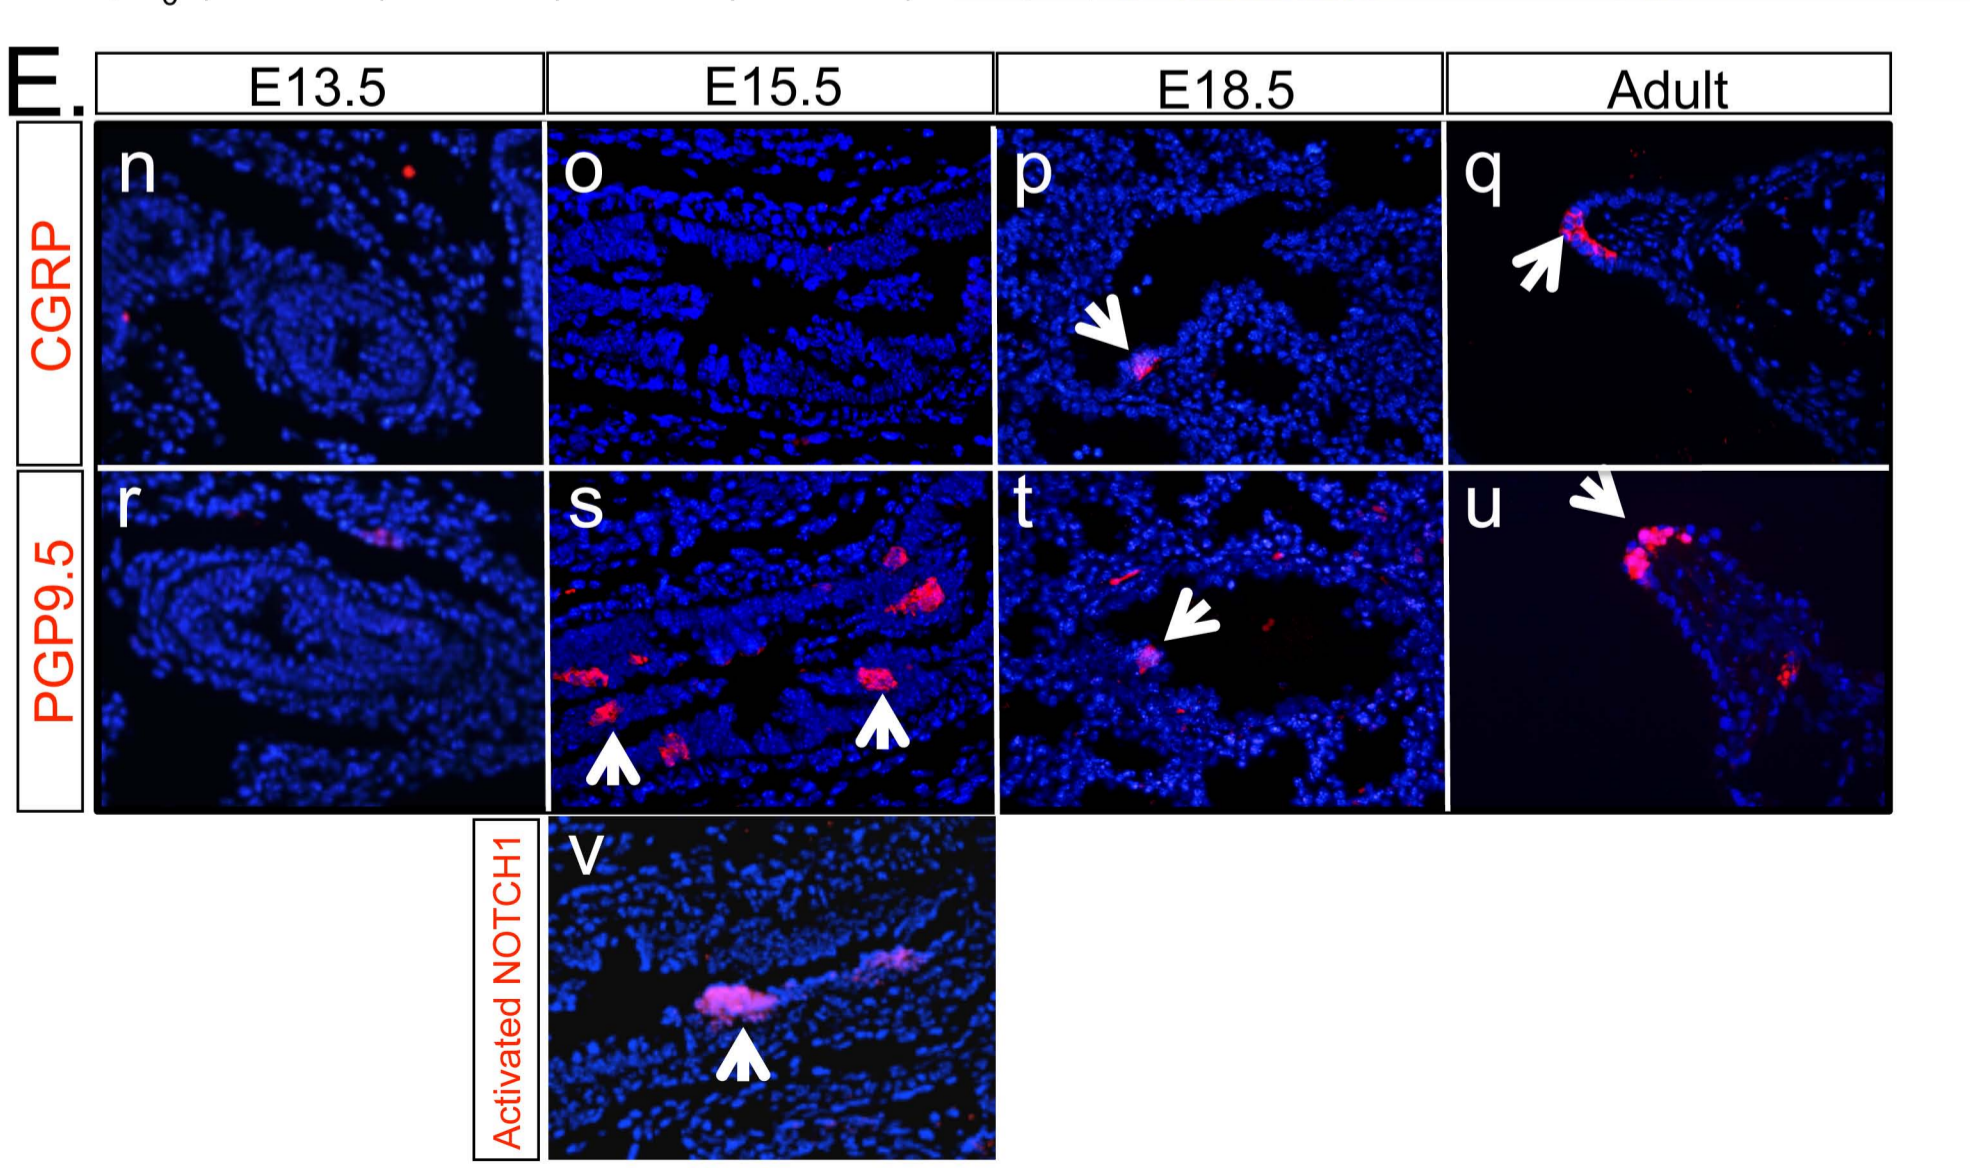 E.
E13.5
E15.5
E18.5
Adult
CGRP
n
o
p
q
PGP9.5
r
s
t
u
Activated NOTCH1
v